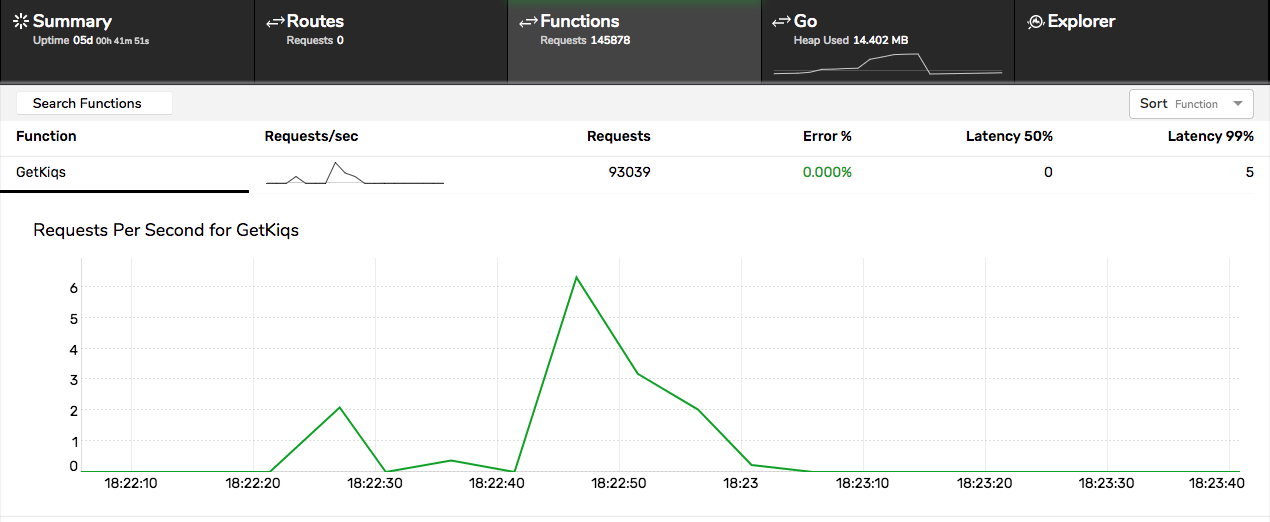 Summary
Uptime 05d 00h 41m 51s
Routes
Requests 0
Functions
Requests 145878
Go
Heap Used 14.402 MB
Explorer
Search Functions
Sort Function
Function Requests/sec Requests Error % Latency 50% Latency 99%
GetKiqs 93039 0.000% 0 5
Requests Per Second for GetKiqs
6
5
4
3
2
1
0
18:22:10 18:22:20 18:22:30 18:22:40 18:22:50 18:23 18:23:10 18:23:20 18:23:30 18:23:40